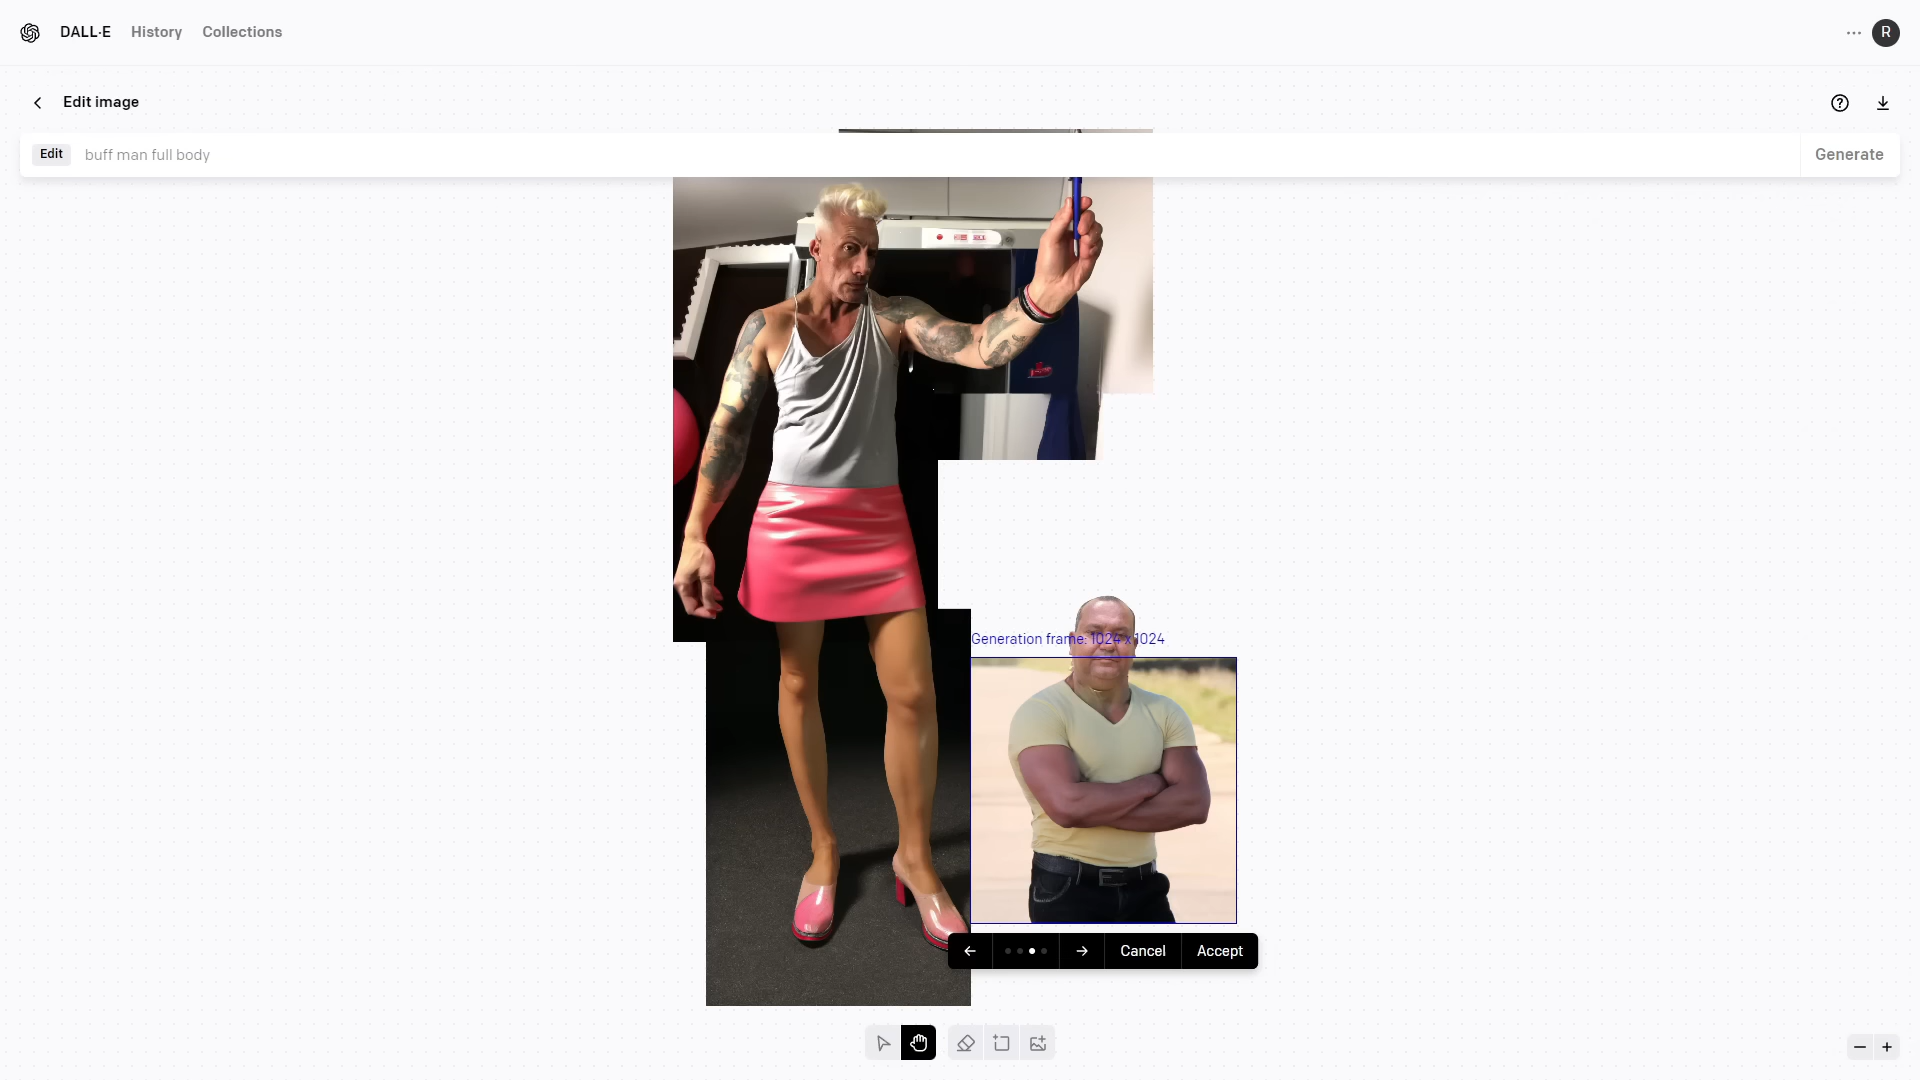 DALL·E History Collections
R
Edit image
Edit buff man full body Generate
Generation frame: 1024 x 1024
Cancel Accept